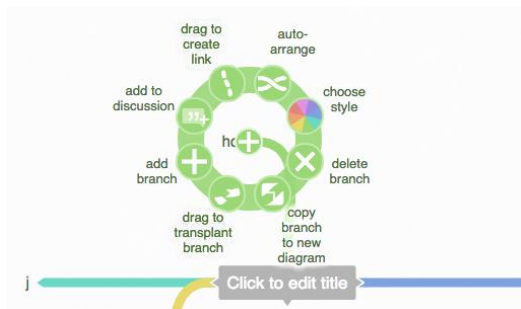 drag to
create
link
auto-
arrange
add to
discussion
choose
style
add
branch
delete
branch
drag to
transplant
branch
copy
branch
to new
diagram
j
Click to edit title